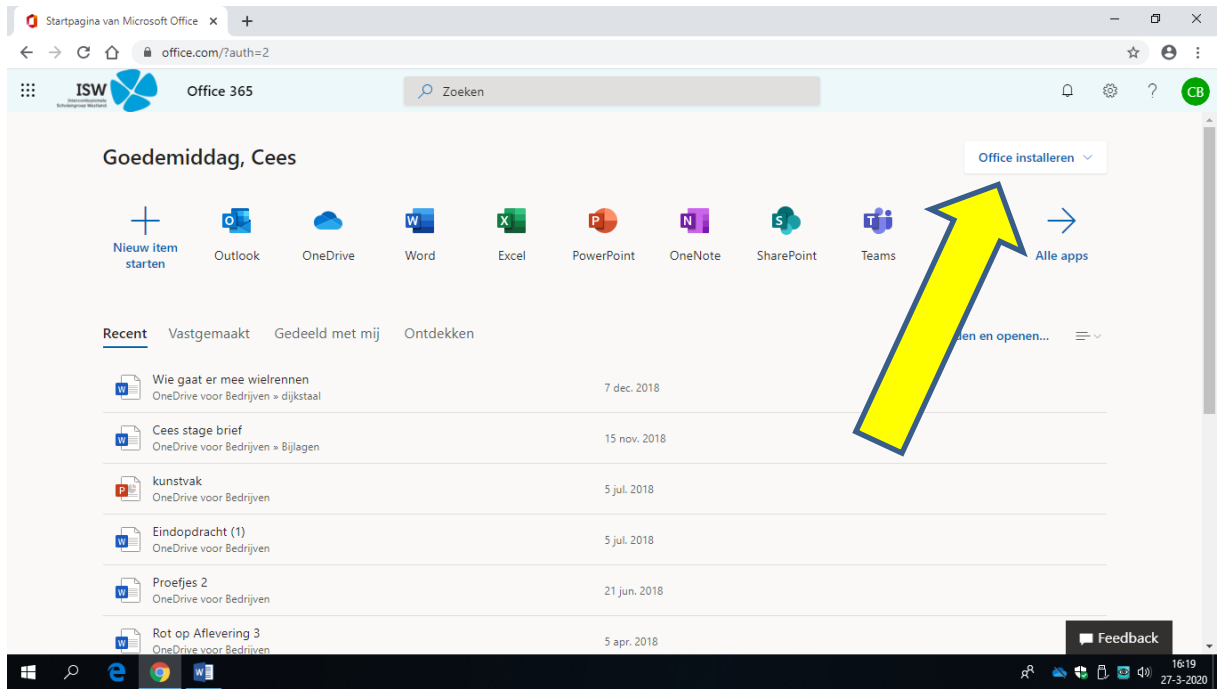 Startpagina van Microsoft Office
office.com/?auth=2
ISW
Interconfessionele
Scholengroep Westland
Office 365
Zoeken
CB
Goedemiddag, Cees
Office installeren
Nieuw item
starten
Outlook
OneDrive
Word
Excel
PowerPoint
OneNote
SharePoint
Teams
Alle apps
Recent Vastgemaakt Gedeeld met mij Ontdekken
en openen...
Wie gaat er mee wielrennen
OneDrive voor Bedrijven » dijkstaal
7 dec. 2018
Cees stage brief
OneDrive voor Bedrijven » Bijlagen
15 nov. 2018
kunstvak
OneDrive voor Bedrijven
5 jul. 2018
Eindopdracht (1)
OneDrive voor Bedrijven
5 jul. 2018
Proefjes 2
OneDrive voor Bedrijven
21 jun. 2018
Rot op Aflevering 3
OneDrive voor Bedrijven
5 apr. 2018
Feedback
16:19
27-3-2020